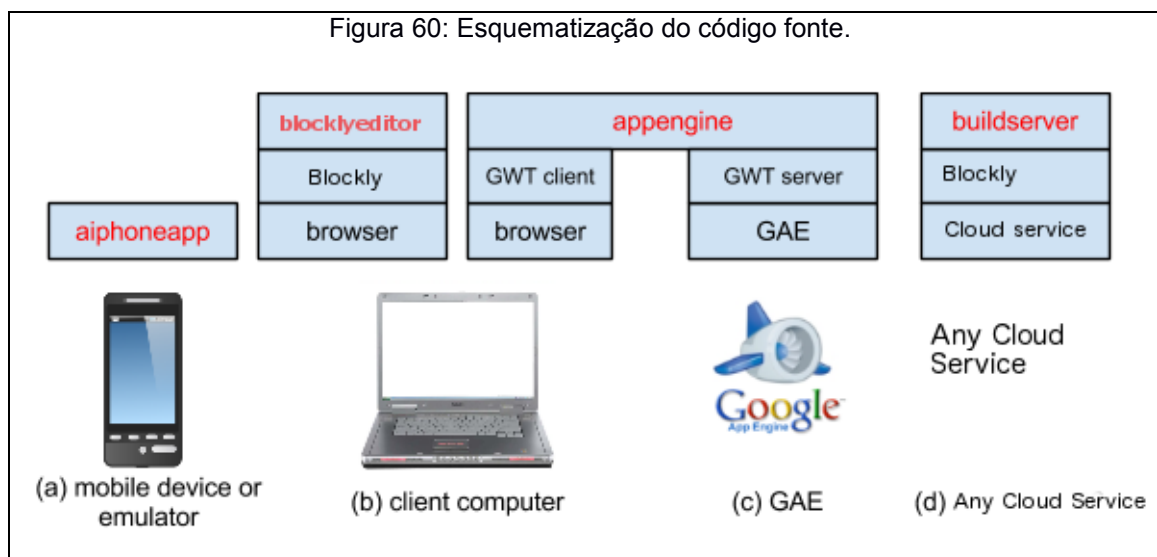 Figura 60: Esquematização do código fonte.
blocklyeditor
appengine
buildserver
Blockly
GWT client
GWT server
Blockly
aiphoneapp
browser
browser
GAE
Cloud service
Any Cloud
Service
Google
App Engine
(a) mobile device or
emulator
(b) client computer
(c) GAE
(d) Any Cloud Service